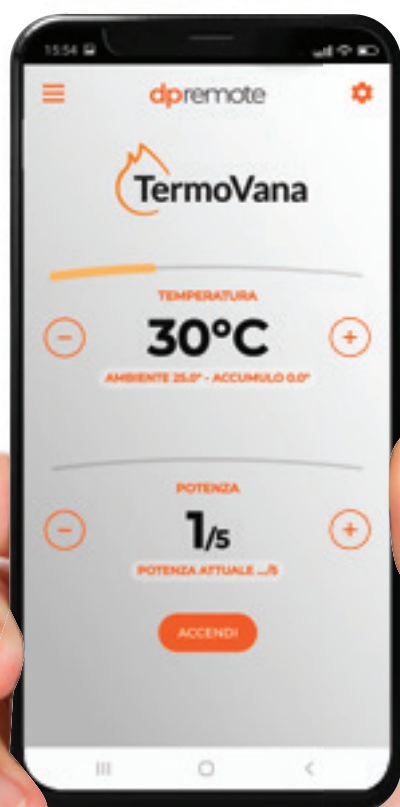 15:54
dpremote
TermoVana
TEMPERATURA
30°C
AMBIENTE 25.0° - ACCUMULO 0.0°
POTENZA
1/5
POTENZA ATTUALE .../5
ACCENDI